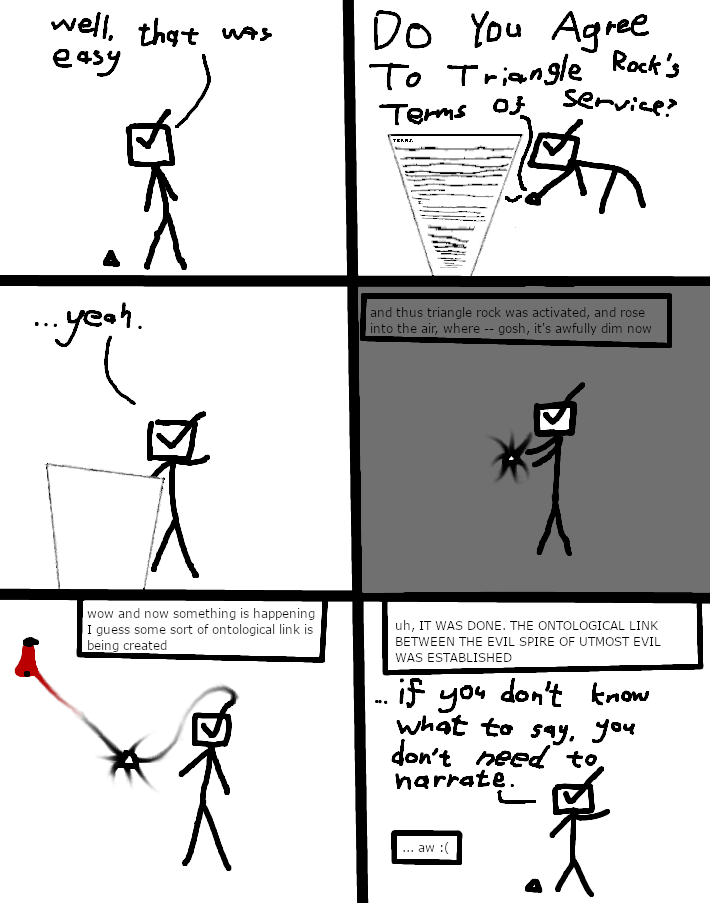 well, that was
easy
Do You Agree
To Triangle Rock's
Terms Of Service?
TERMS
...yeah.
and thus triangle rock was activated, and rose
into the air, where -- gosh, it's awfully dim now
wow and now something is happening
I guess some sort of ontological link is
being created
uh, IT WAS DONE. THE ONTOLOGICAL LINK
BETWEEN THE EVIL SPIRE OF UTMOST EVIL
WAS ESTABLISHED
... if you don't know
what to say, you
don't need to
narrate.
... aw :(